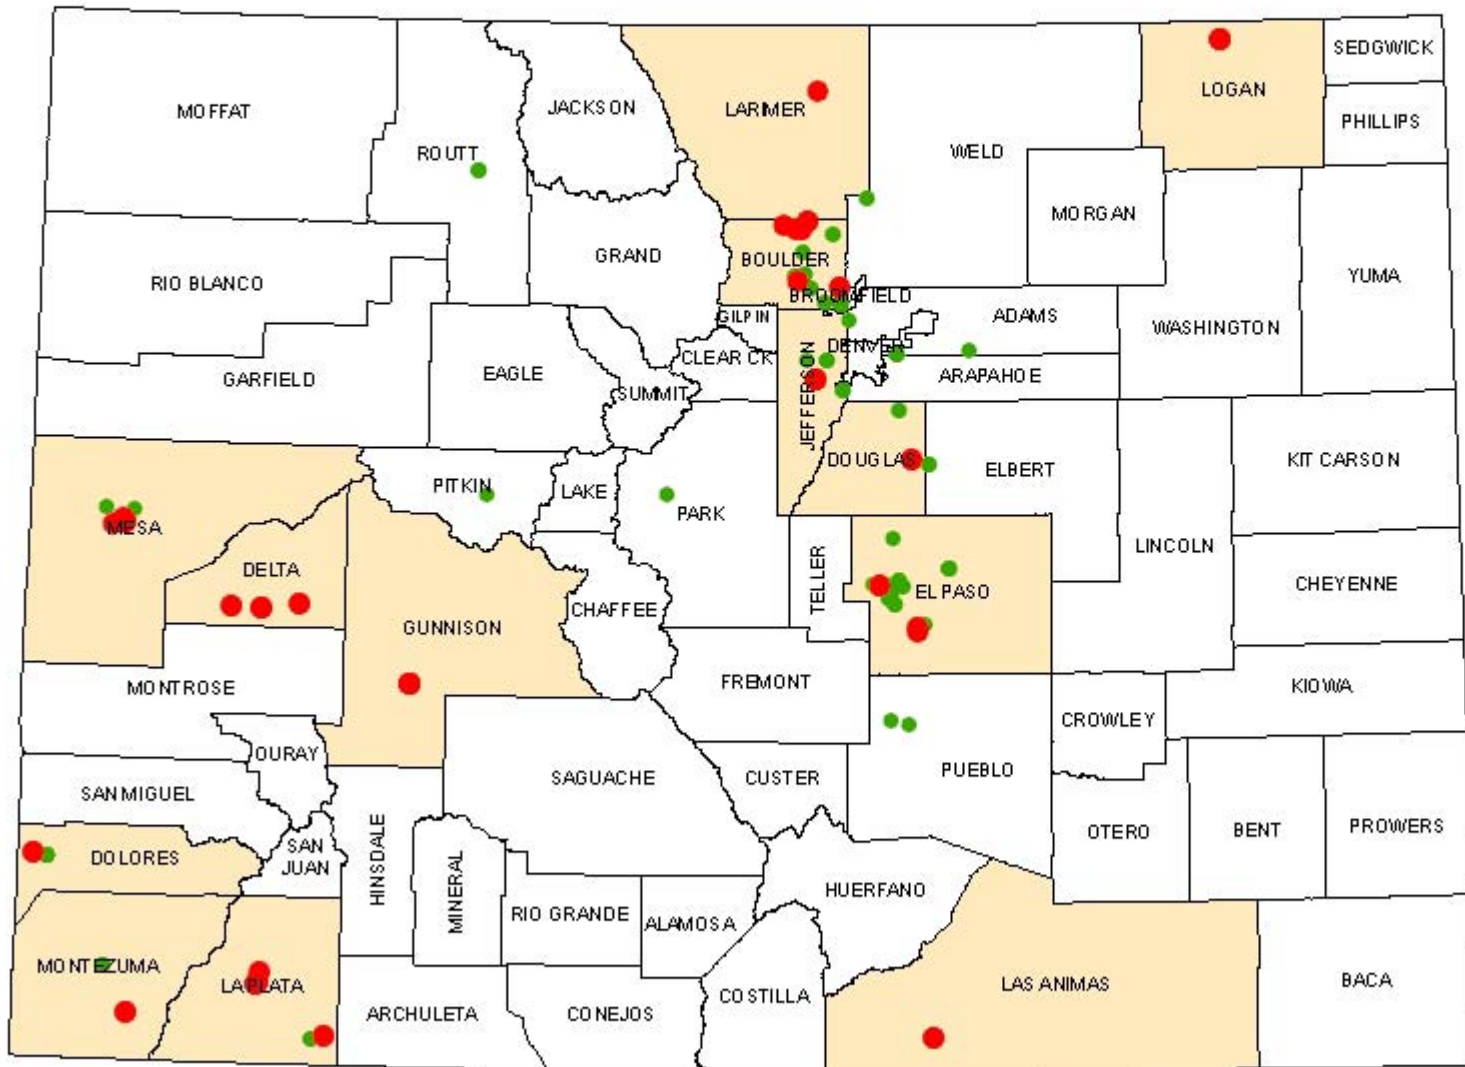 SEDGWICK
LOGAN
MOFFAT
JACKSON
LARIMER
PHILLIPS
ROUTT
WELD
MORGAN
GRAND
BOULDER
YUMA
RIO BLANCO
BROOMFIELD
GILPIN
ADAMS
WASHINGTON
DENVER
CLEAR CK
EAGLE
GARFIELD
ARAPAHOE
SUMMIT
JEFFERSON
DOUGLAS
ELBERT
KIT CARSON
PITKIN
LAKE
PARK
MESA
LINCOLN
DELTA
TELLER
EL PASO
CHEYENNE
CHAFFEE
GUNNISON
FREMONT
MONTROSE
KIOWA
CROWLEY
OURAY
SAGUACHE
CUSTER
PUEBLO
SAN MIGUEL
OTERO
BENT
PROWERS
SAN
JUAN
DOLORES
HINSDALE
MINERAL
HUERFANO
RIO GRANDE
ALAMOSA
MONTEZUMA
LA PLATA
LAS ANIMAS
BACA
COSTILLA
ARCHULETA
CONEJOS